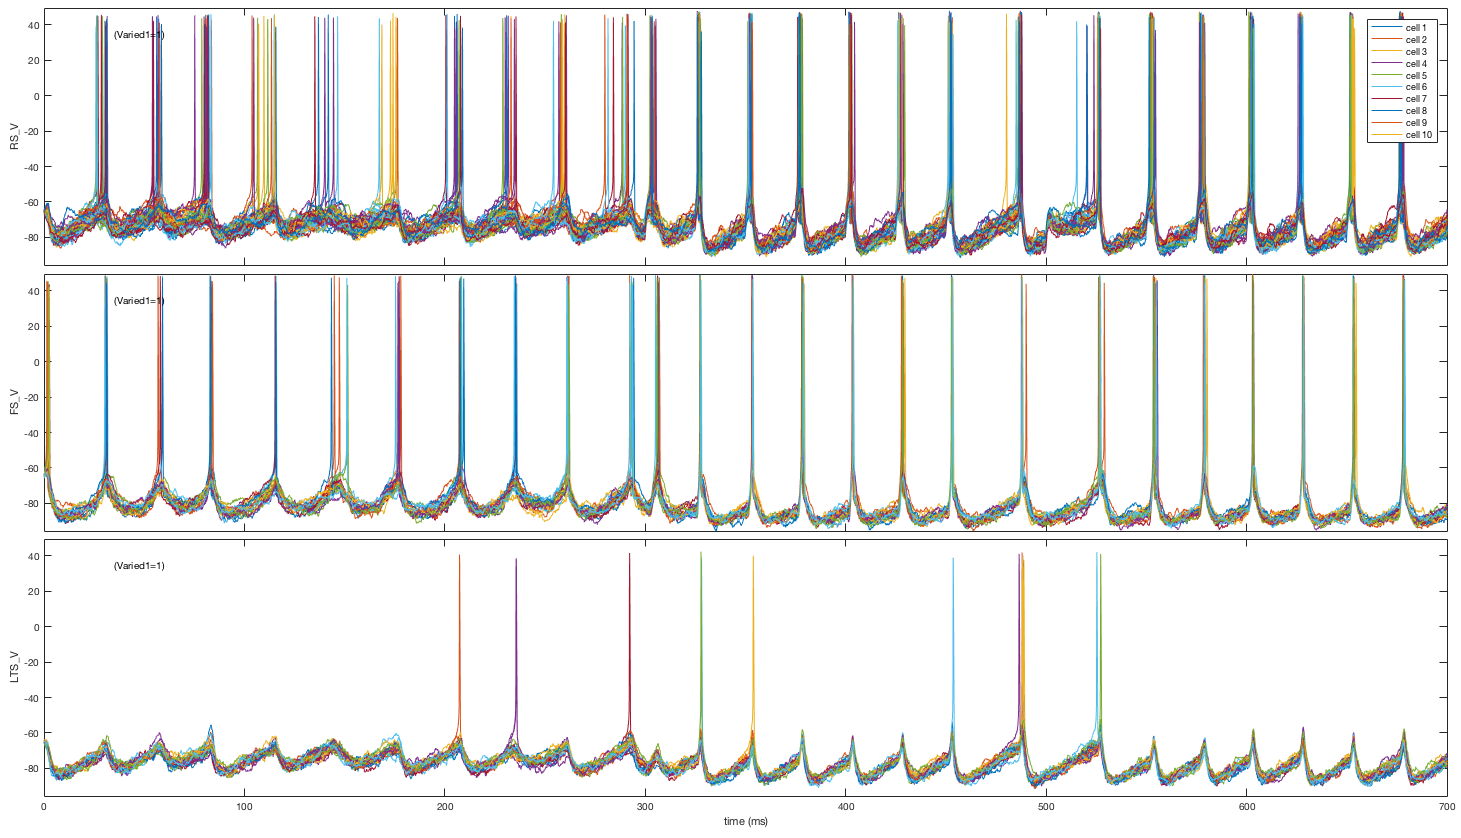 RS_V
40
20
0
-20
-40
-60
-80
(Varied1=1)
cell 1
cell 2
cell 3
cell 4
cell 5
cell 6
cell 7
cell 8
cell 9
cell 10
FS_V
40
20
0
-20
-40
-60
-80
(Varied1=1)
LTS_V
40
20
0
-20
-40
-60
-80
(Varied1=1)
0 100 200 300 400 500 600 700
time (ms)